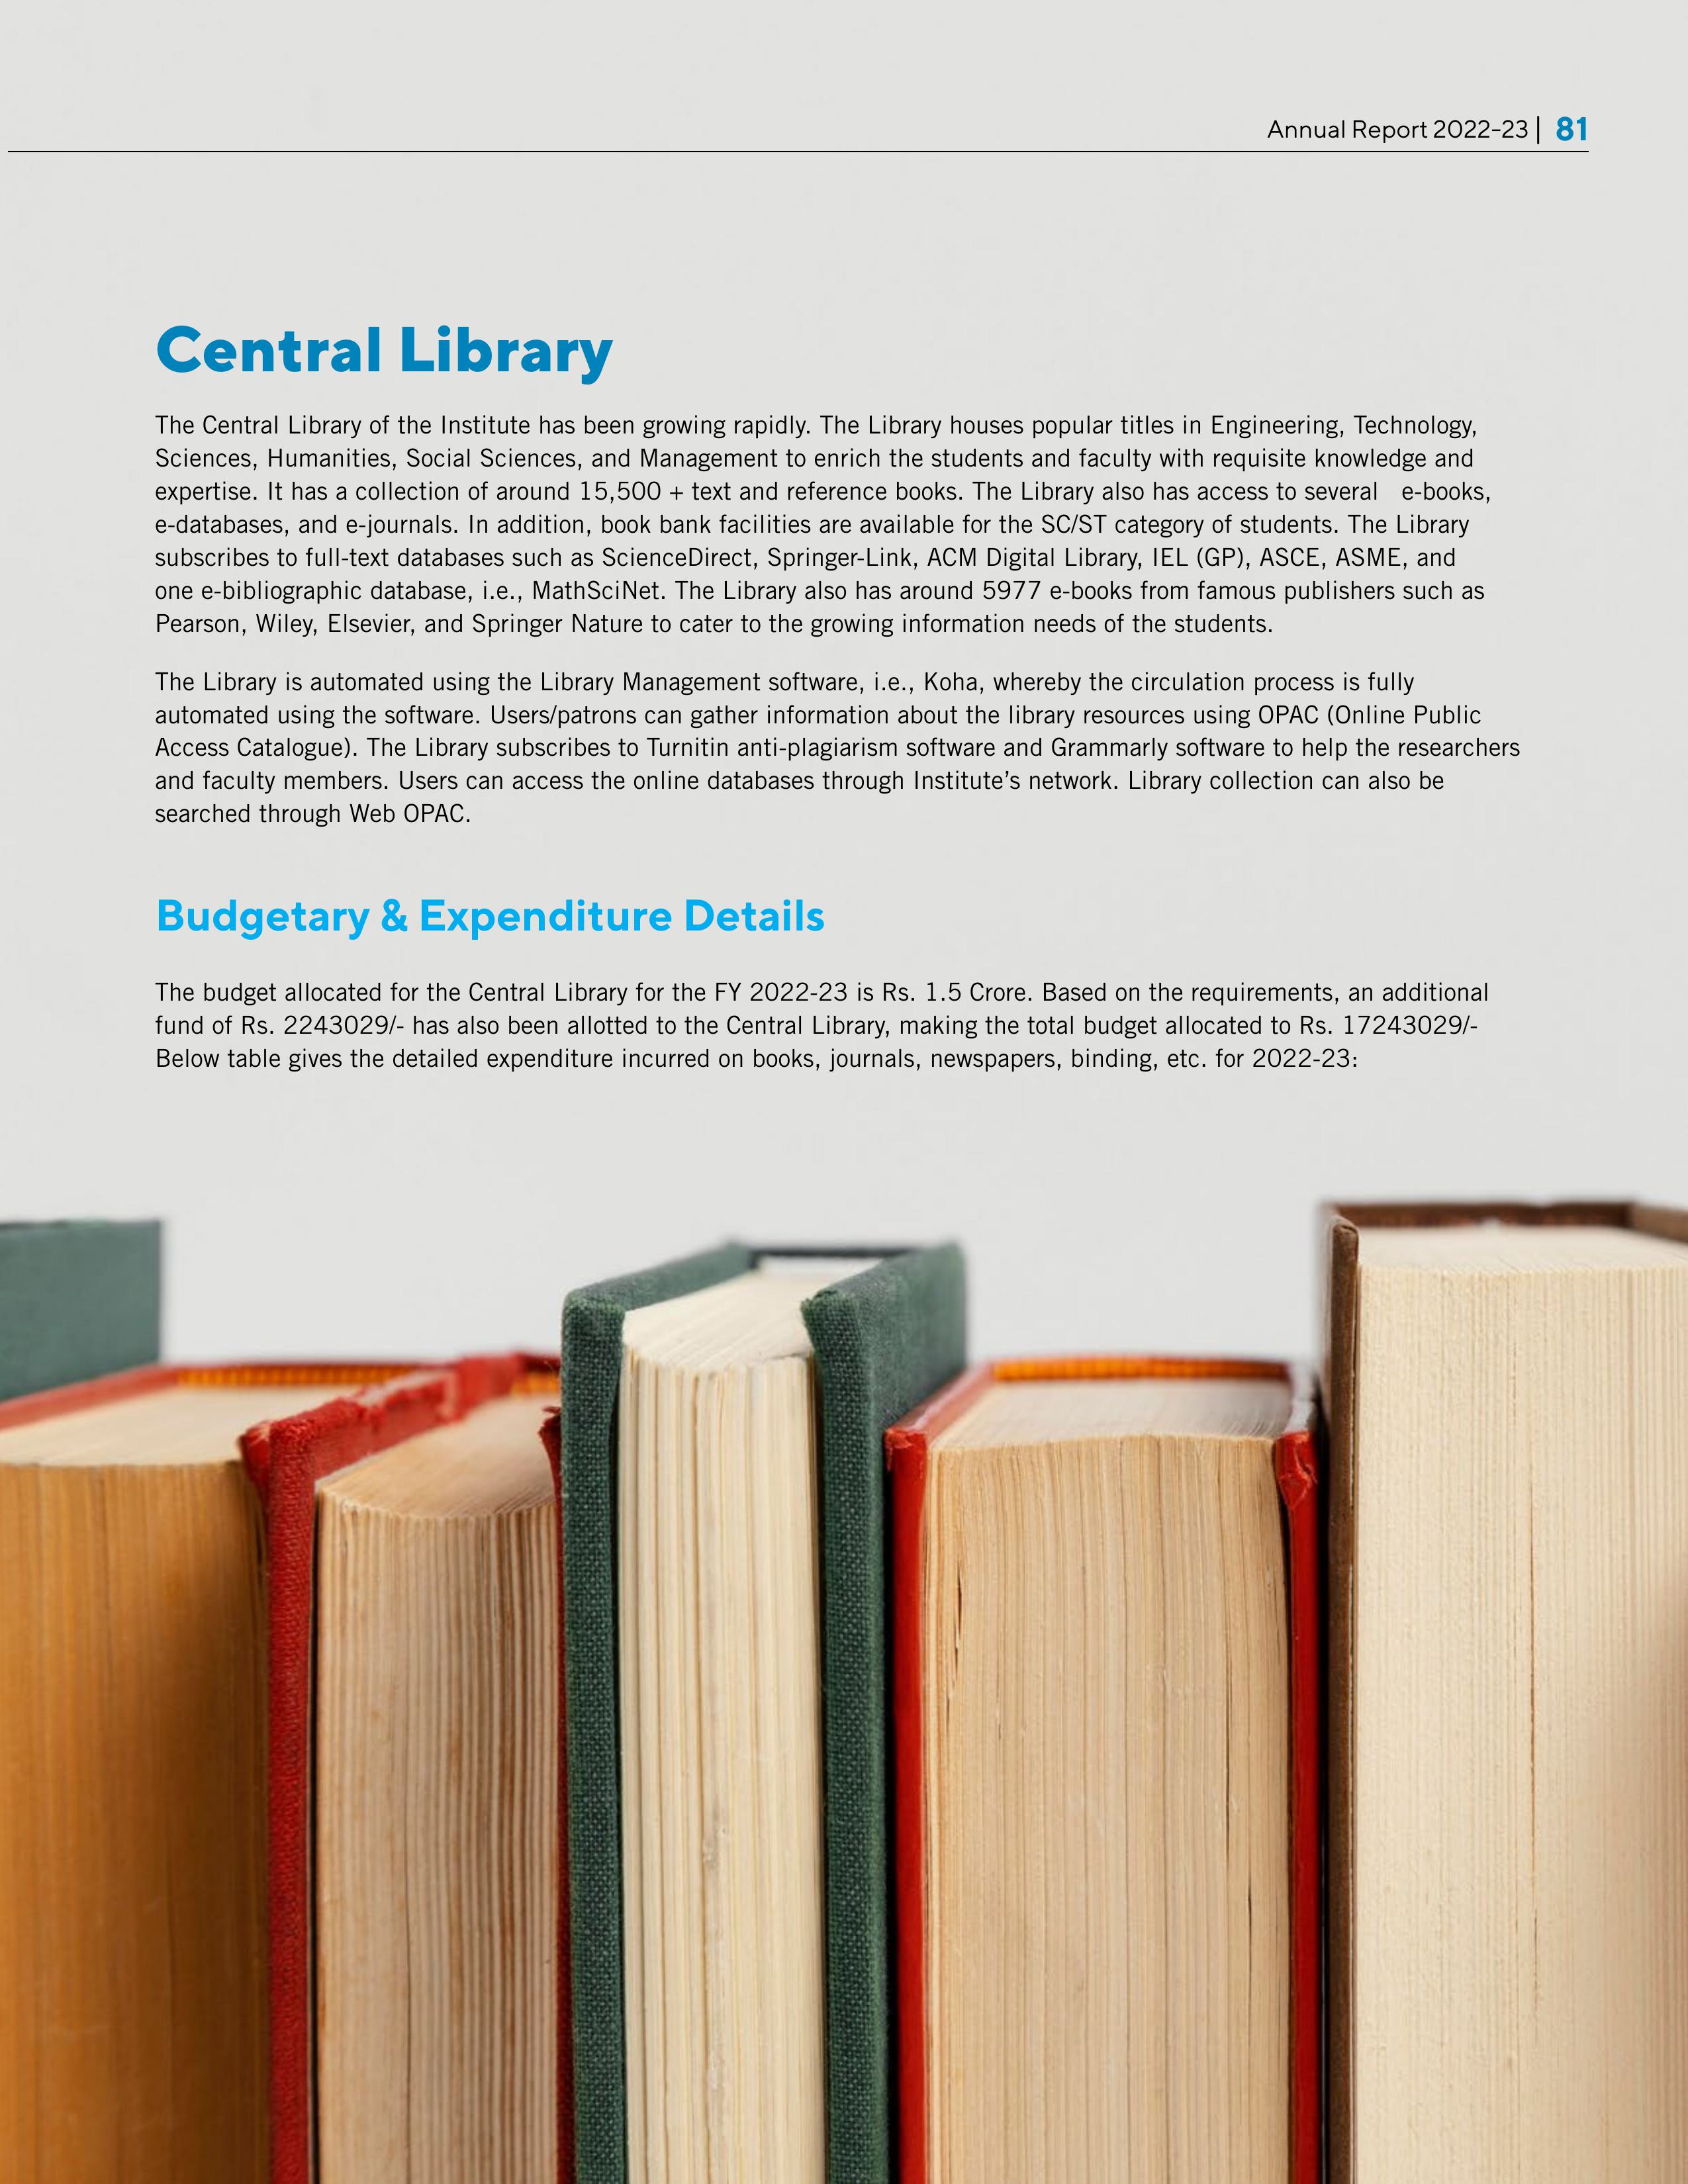 Annual Report 2022-23 | 81
Central Library
The Central Library of the Institute has been growing rapidly. The Library houses popular titles in Engineering, Technology,
Sciences, Humanities, Social Sciences, and Management to enrich the students and faculty with requisite knowledge and
expertise. It has a collection of around 15,500 + text and reference books. The Library also has access to several e-books,
e-databases, and e-journals. In addition, book bank facilities are available for the SC/ST category of students. The Library
subscribes to full-text databases such as ScienceDirect, Springer-Link, ACM Digital Library, IEL (GP), ASCE, ASME, and
one e-bibliographic database, i.e., MathSciNet. The Library also has around 5977 e-books from famous publishers such as
Pearson, Wiley, Elsevier, and Springer Nature to cater to the growing information needs of the students.
The Library is automated using the Library Management software, i.e., Koha, whereby the circulation process is fully
automated using the software. Users/patrons can gather information about the library resources using OPAC (Online Public
Access Catalogue). The Library subscribes to Turnitin anti-plagiarism software and Grammarly software to help the researchers
and faculty members. Users can access the online databases through Institute’s network. Library collection can also be
searched through Web OPAC.
Budgetary & Expenditure Details
The budget allocated for the Central Library for the FY 2022-23 is Rs. 1.5 Crore. Based on the requirements, an additional
fund of Rs. 2243029/- has also been allotted to the Central Library, making the total budget allocated to Rs. 17243029/-
Below table gives the detailed expenditure incurred on books, journals, newspapers, binding, etc. for 2022-23: